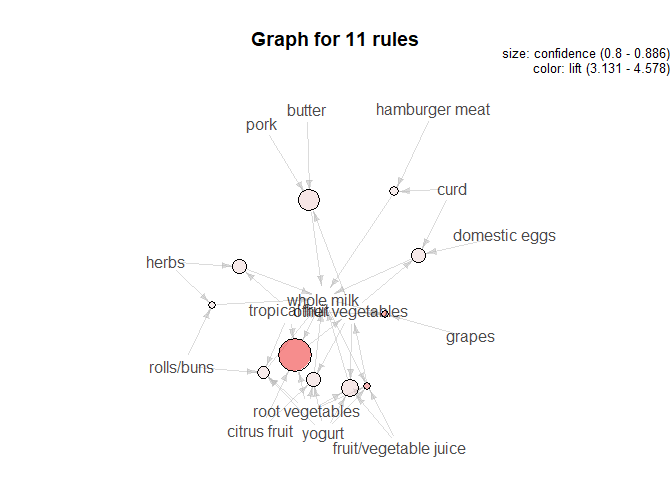 Graph for 11 rules
size: confidence (0.8 - 0.886)
color: lift (3.131 - 4.578)
butter
hamburger meat
pork
curd
domestic eggs
herbs
whole milk
tropical fruit
other vegetables
grapes
rolls/buns
root vegetables
citrus fruit
yogurt
fruit/vegetable juice